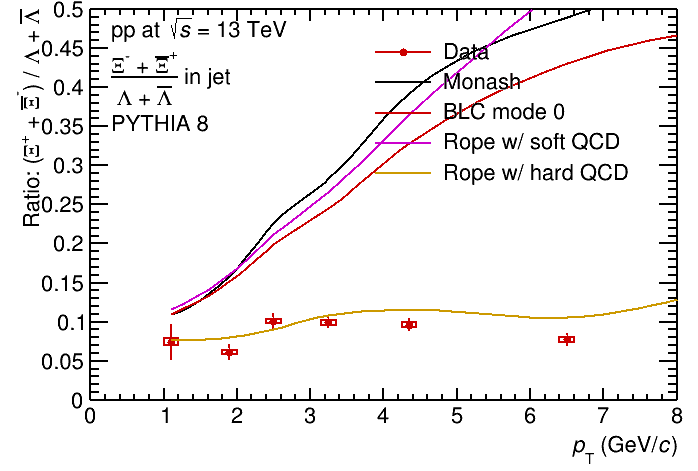 Ratio: (Ξ⁺ + Ξ̅⁻) / Λ + Λ̅
0.5
0.45
0.4
0.35
0.3
0.25
0.2
0.15
0.1
0.05
0
pp at √s = 13 TeV
Ξ⁻ + Ξ̅⁺
Λ + Λ̅
in jet
PYTHIA 8
Data
Monash
BLC mode 0
Rope w/ soft QCD
Rope w/ hard QCD
0 1 2 3 4 5 6 7 8
p_T (GeV/c)